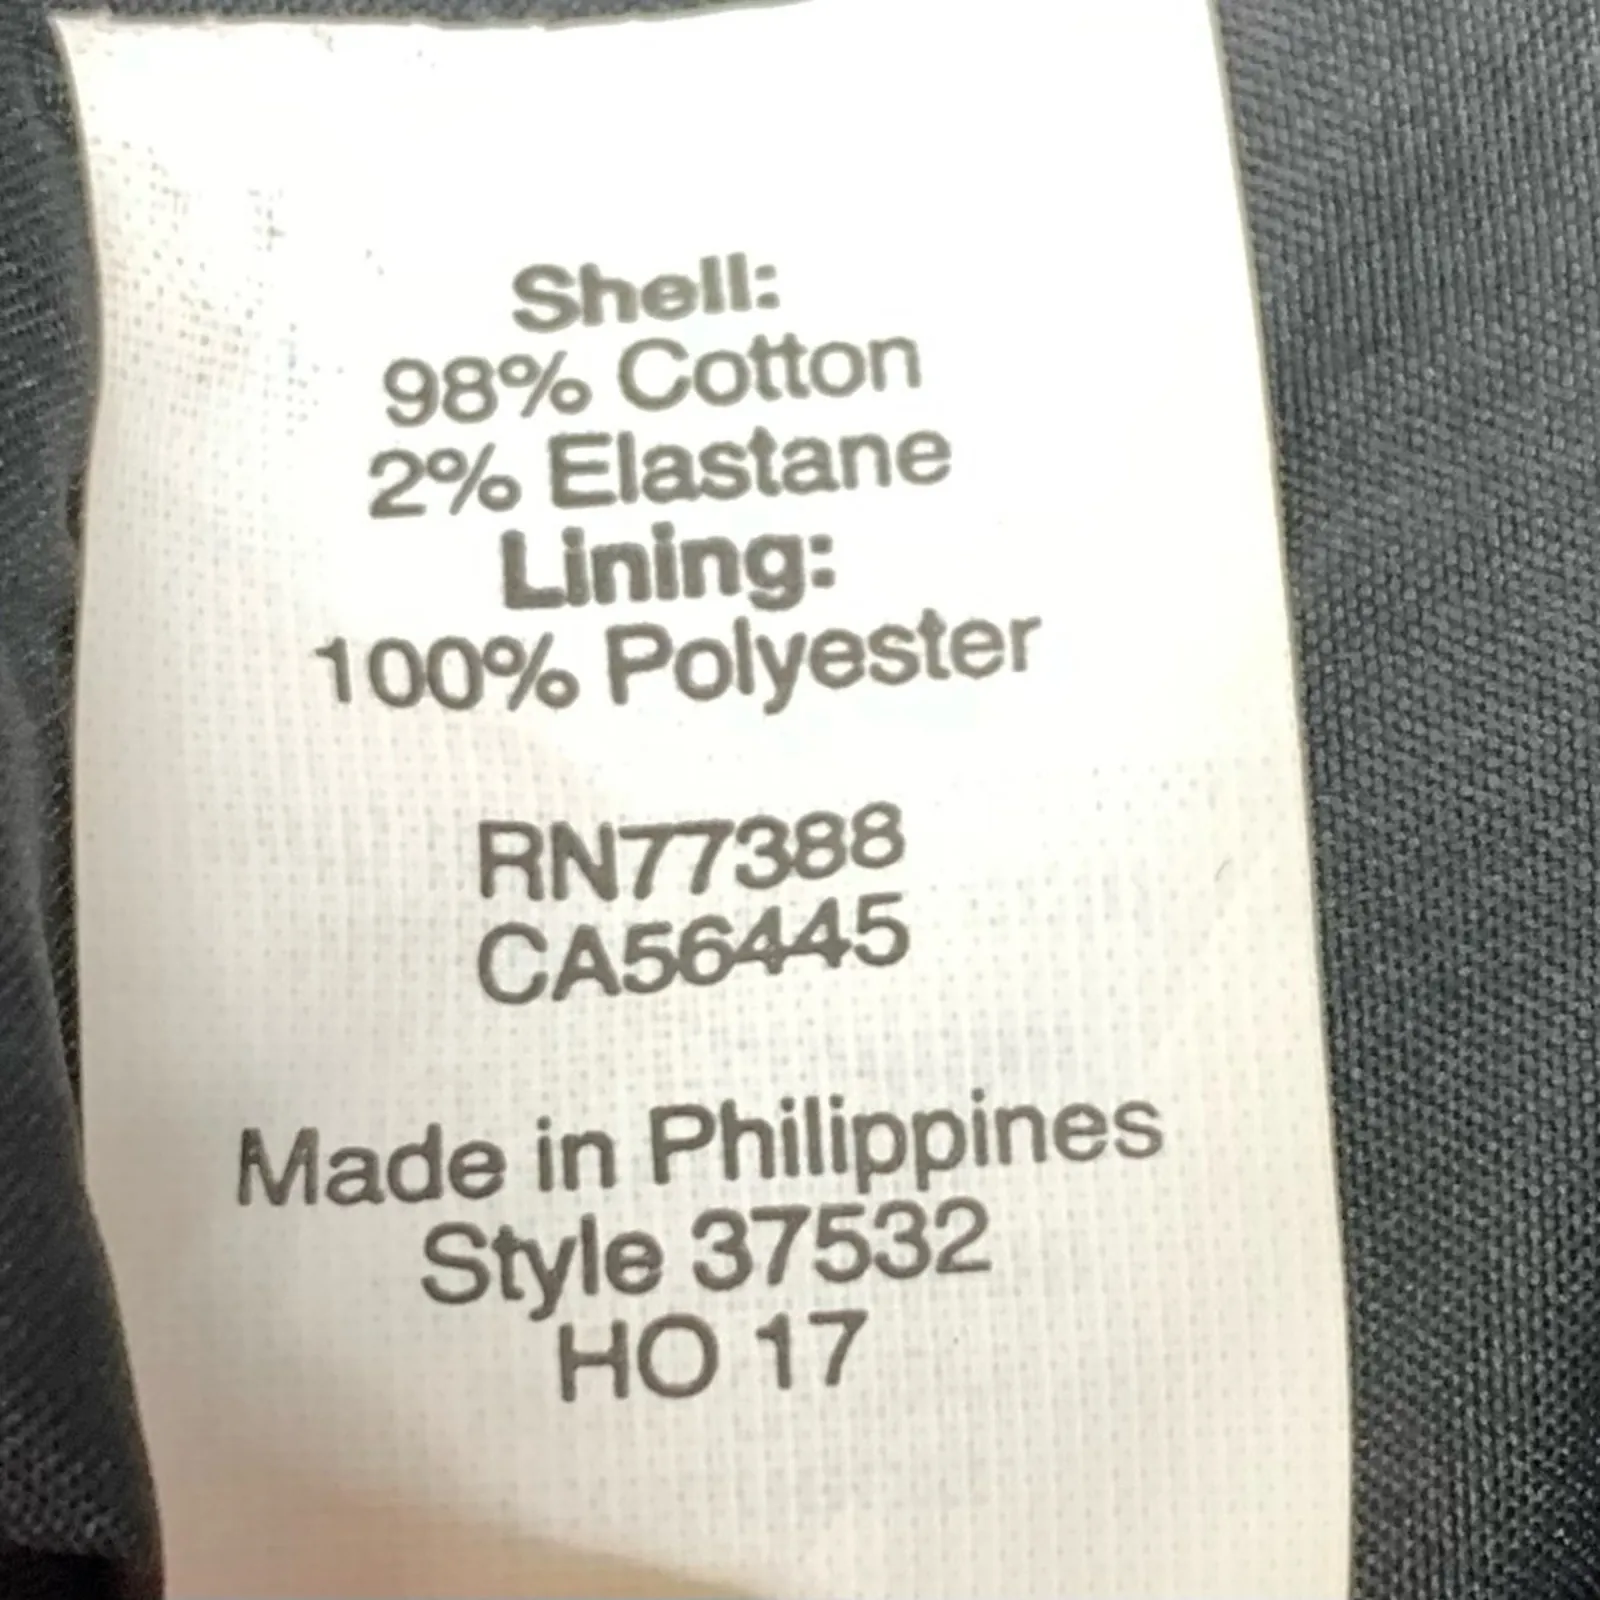 Shell:
98% Cotton
2% Elastane
Lining:
100% Polyester
RN77388
CA56445
Made in Philippines
Style 37532
HO 17